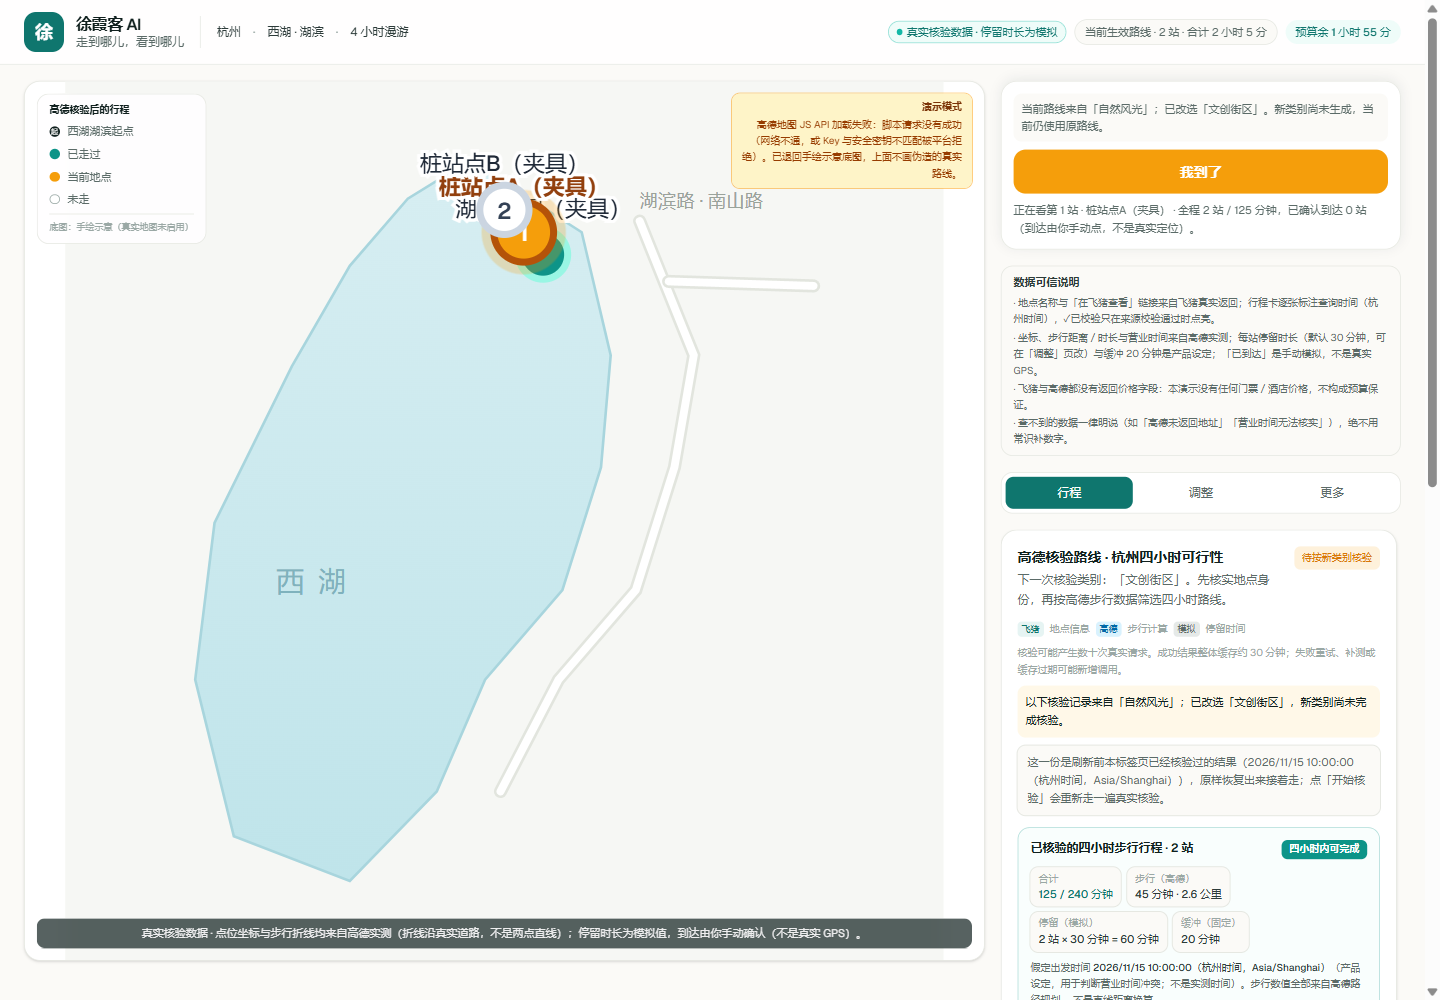 徐
徐霞客 AI
走到哪儿，看到哪儿
杭州 · 西湖 · 湖滨 · 4 小时漫游
真实核验数据 · 停留时长为模拟
当前生效路线 · 2 站 · 合计 2 小时 5 分
预算余 1 小时 55 分
高德核验后的行程
西湖湖滨起点
已走过
当前地点
未走
底图：手绘示意（真实地图未启用）
演示模式
高德地图 JS API 加载失败：脚本请求没有成功
（网络不通，或 Key 与安全密钥不匹配被平台拒
绝）。已退回手绘示意底图，上面不画伪造的真实
路线。
桩站点B（夹具）
桩站点A（夹具）
湖
（夹具）
2
1
湖滨路 · 南山路
西 湖
真实核验数据 · 点位坐标与步行折线均来自高德实测（折线沿真实道路，不是两点直线）；停留时长为模拟值，到达由你手动确认（不是真实 GPS）。
当前路线来自「自然风光」；已改选「文创街区」。新类别尚未生成，当
前仍使用原路线。
我到了
正在看第 1 站 · 桩站点A（夹具） · 全程 2 站 / 125 分钟，已确认到达 0 站
（到达由你手动点，不是真实定位）。
数据可信说明
· 地点名称与「在飞猪查看」链接来自飞猪真实返回；行程卡逐张标注查询时间（杭
州时间），✓已校验只在来源校验通过时点亮。
· 坐标、步行距离 / 时长与营业时间来自高德实测；每站停留时长（默认 30 分钟，可
在「调整」页改）与缓冲 20 分钟是产品设定；「已到达」是手动模拟，不是真实
GPS。
· 飞猪与高德都没有返回价格字段：本演示没有任何门票 / 酒店价格，不构成预算保
证。
· 查不到的数据一律明说（如「高德未返回地址」「营业时间无法核实」），绝不用
常识补数字。
行程
调整
更多
高德核验路线 · 杭州四小时可行性
待按新类别核验
下一次核验类别：「文创街区」。先核实地点身
份，再按高德步行数据筛选四小时路线。
飞猪 地点信息 高德 步行计算 模拟 停留时间
核验可能产生数十次真实请求。成功结果整体缓存约 30 分钟；失败重试、补测或
缓存过期可能新增调用。
以下核验记录来自「自然风光」；已改选「文创街区」，新类别尚未完
成核验。
这一份是刷新前本标签页已经核验过的结果（2026/11/15 10:00:00
（杭州时间，Asia/Shanghai）），原样恢复出来接着走；点「开始核
验」会重新走一遍真实核验。
已核验的四小时步行行程 · 2 站
四小时内可完成
合计
125 / 240 分钟
步行（高德）
45 分钟 · 2.6 公里
停留（模拟）
2 站 × 30 分钟 = 60 分钟
缓冲（固定）
20 分钟
假定出发时间 2026/11/15 10:00:00（杭州时间，Asia/Shanghai）（产品
设定，用于判断营业时间冲突；不是实测时间）。步行数值全部来自高德路
径规划，不是直线距离换算。